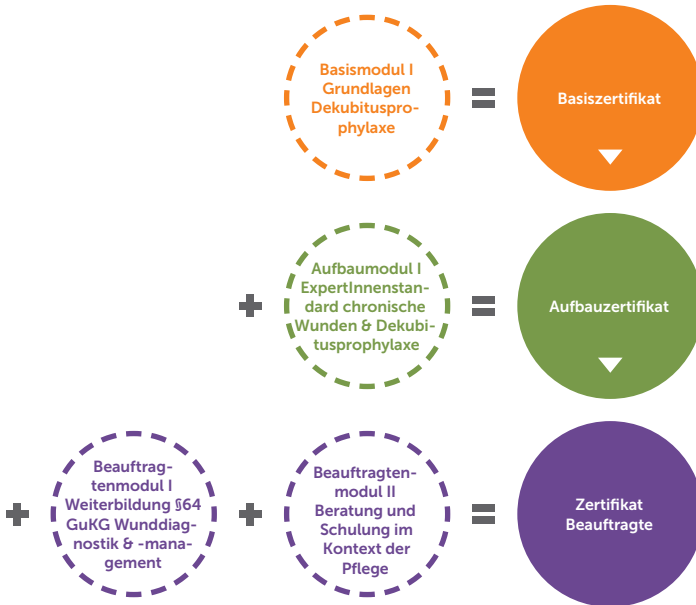 Basismodul I
Grundlagen
Dekubituspro-
phylaxe
=
Basiszertifikat
+
Aufbaumodul I
ExpertInnenstan-
dard chronische
Wunden & Dekubi-
tusprophylaxe
=
Aufbauzertifikat
+
Beauftrag-
tenmodul I
Weiterbildung §64
GuKG Wunddiag-
nostik & -mana-
gement
+
Beauftragten-
modul II
Beratung und
Schulung im
Kontext der
Pflege
=
Zertifikat
Beauftragte